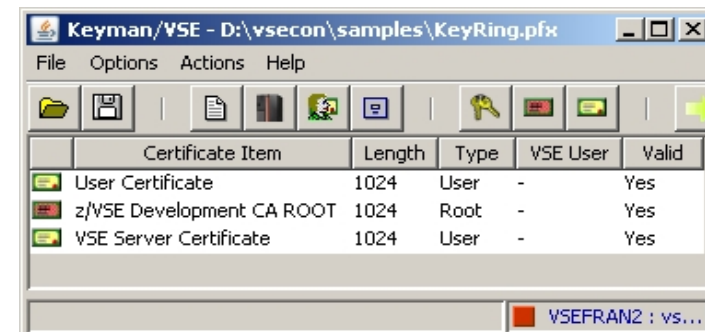 Keyman/VSE - D:\vsecon\samples\KeyRing.pfx
File Options Actions Help
Certificate Item Length Type VSE User Valid
User Certificate 1024 User - Yes
z/VSE Development CA ROOT 1024 Root - Yes
VSE Server Certificate 1024 User - Yes
VSEFRAN2 : vs...